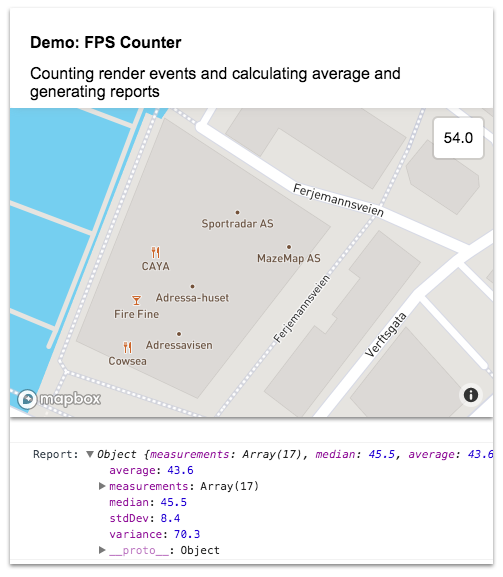 Demo: FPS Counter
Counting render events and calculating average and
generating reports
54.0
Ferjemannsveien
Sportradar AS
MazeMap AS
CAYA
Adressa-huset
Fire Fine
Ferjemannsveien
Adressavisen
Verftsgata
Cowsea
mapbox
Report: ▼Object {measurements: Array(17), median: 45.5, average: 43.6
average: 43.6
▶measurements: Array(17)
median: 45.5
stdDev: 8.4
variance: 70.3
▶__proto__: Object